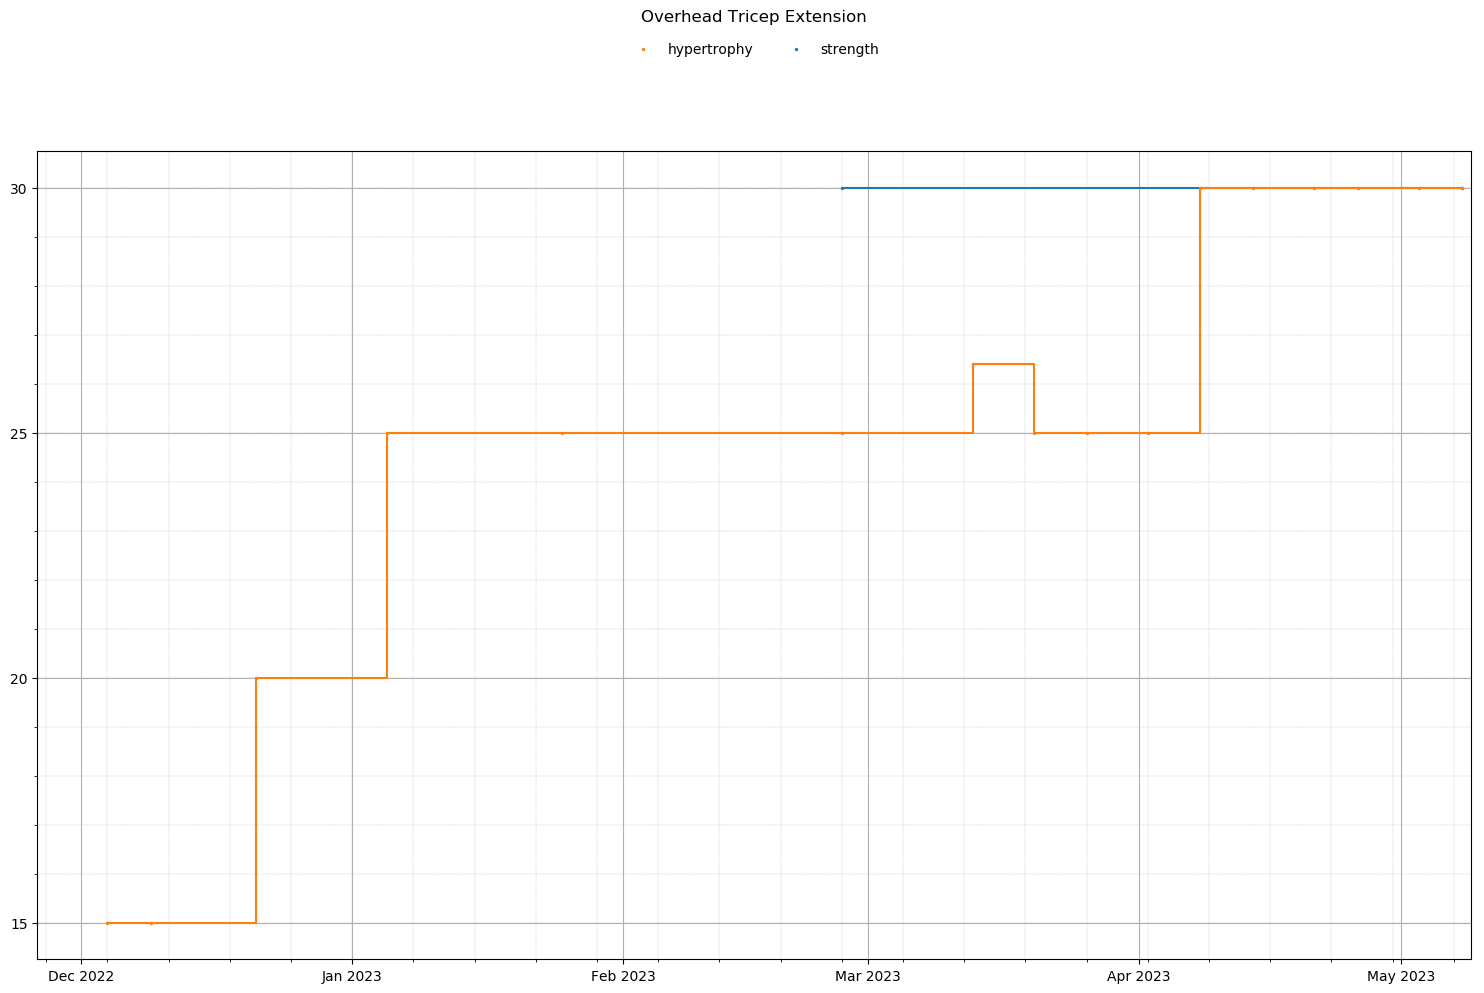 Overhead Tricep Extension
hypertrophy strength
30
25
20
15
Dec 2022 Jan 2023 Feb 2023 Mar 2023 Apr 2023 May 2023